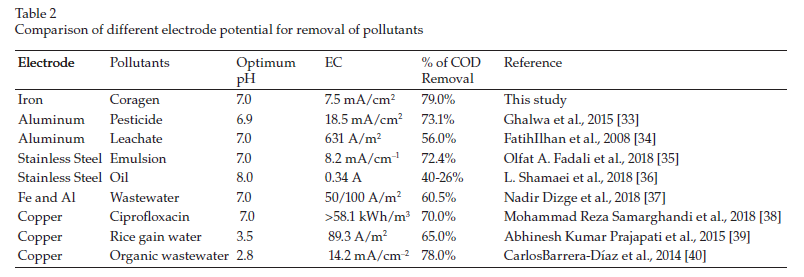 Table 2
Comparison of different electrode potential for removal of pollutants
Electrode Pollutants Optimum pH EC % of COD Removal Reference
Iron Coragen 7.0 7.5 mA/cm² 79.0% This study
Aluminum Pesticide 6.9 18.5 mA/cm² 73.1% Ghalwa et al., 2015 [33]
Aluminum Leachate 7.0 631 A/m² 56.0% FatihIlhan et al., 2008 [34]
Stainless Steel Emulsion 7.0 8.2 mA/cm⁻¹ 72.4% Olfat A. Fadali et al., 2018 [35]
Stainless Steel Oil 8.0 0.34 A 40-26% L. Shamaei et al., 2018 [36]
Fe and Al Wastewater 7.0 50/100 A/m² 60.5% Nadir Dizge et al., 2018 [37]
Copper Ciprofloxacin 7.0 >58.1 kWh/m³ 70.0% Mohammad Reza Samarghandi et al., 2018 [38]
Copper Rice gain water 3.5 89.3 A/m² 65.0% Abhinesh Kumar Prajapati et al., 2015 [39]
Copper Organic wastewater 2.8 14.2 mA/cm⁻² 78.0% CarlosBarrera-Díaz et al., 2014 [40]